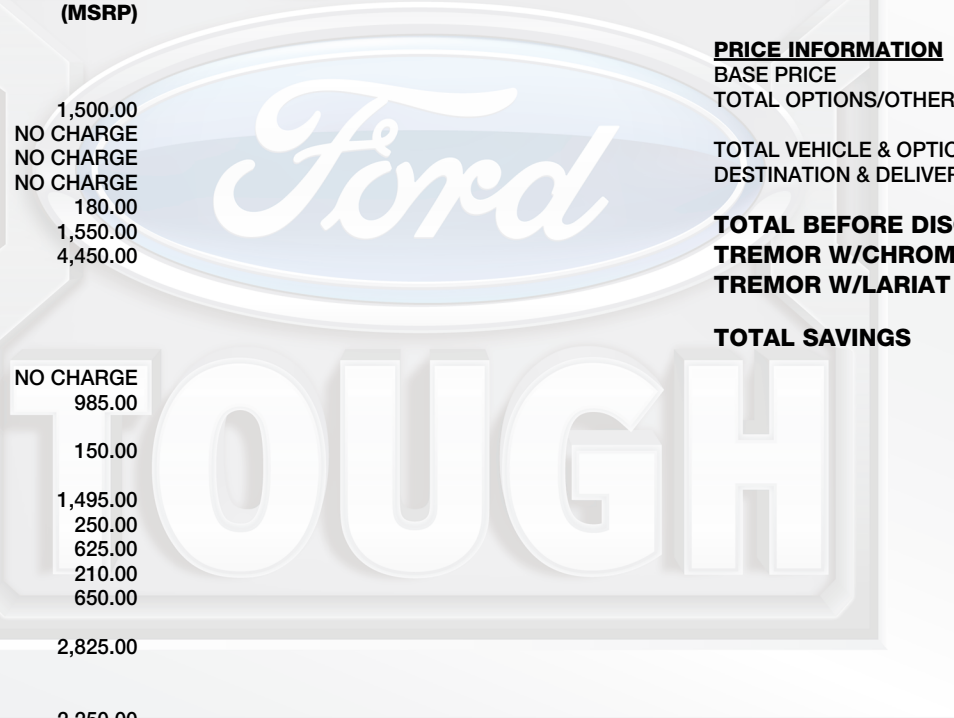 (MSRP)
1,500.00
NO CHARGE
NO CHARGE
NO CHARGE
180.00
1,550.00
4,450.00
NO CHARGE
985.00
150.00
1,495.00
250.00
625.00
210.00
650.00
2,825.00
PRICE INFORMATION
BASE PRICE
TOTAL OPTIONS/OTHER
TOTAL VEHICLE & OPTIO
DESTINATION & DELIVER
TOTAL BEFORE DIS
TREMOR W/CHROM
TREMOR W/LARIAT
TOTAL SAVINGS
Ford
TOUGH